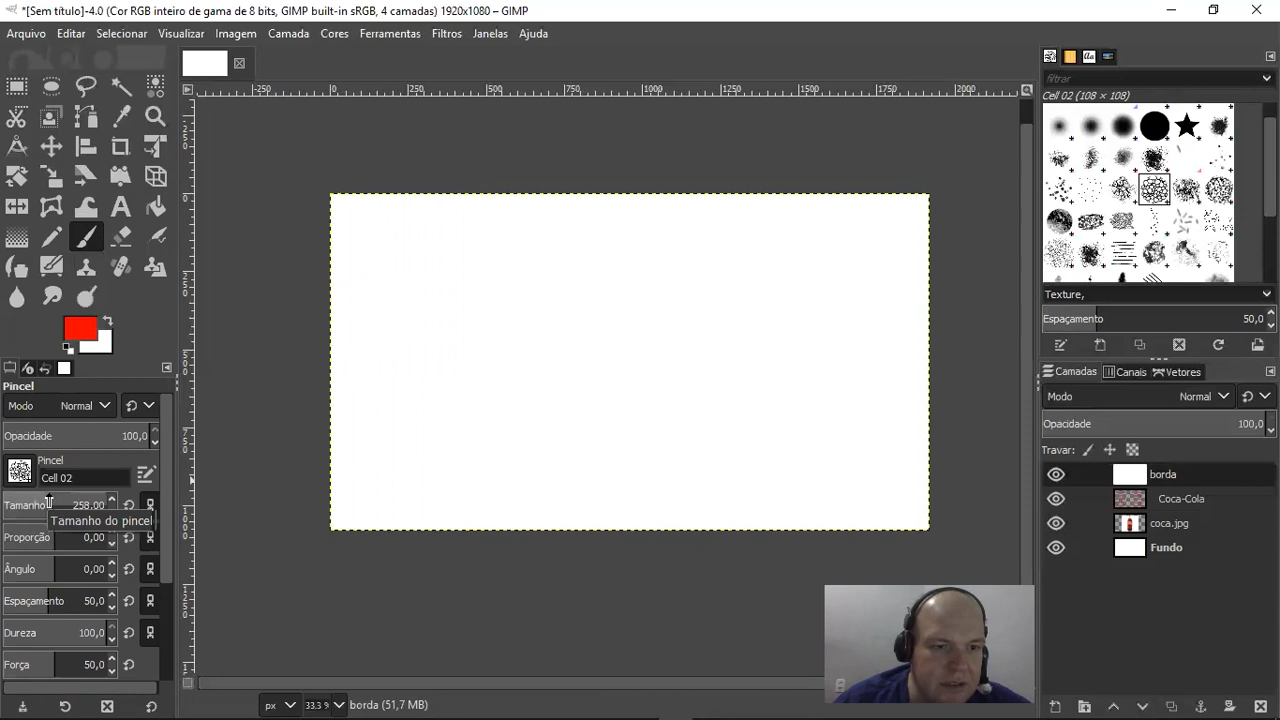 *[Sem título]-4.0 (Cor RGB inteiro de gama de 8 bits, GIMP built-in sRGB, 4 camadas) 1920x1080 – GIMP
Arquivo Editar Selecionar Visualizar Imagem Camada Cores Ferramentas Filtros Janelas Ajuda
filtrar
-250 0 250 500 750 1000 1250 1500 1750 2000
Cell 02 (108 × 108)
Texture,
Espaçamento 50,0
Pincel
Modo Normal
Opacidade 100,0
Pincel
Cell 02
Tamanho 258,00
Tamanho do pincel
Proporção 0,00
Ângulo 0,00
Espaçamento 50,0
Dureza 100,0
Força 50,0
Camadas Canais Vetores
Modo Normal
Opacidade 100,0
Travar:
borda
Coca-Cola
coca.jpg
Fundo
px 33.3 % borda (51,7 MB)